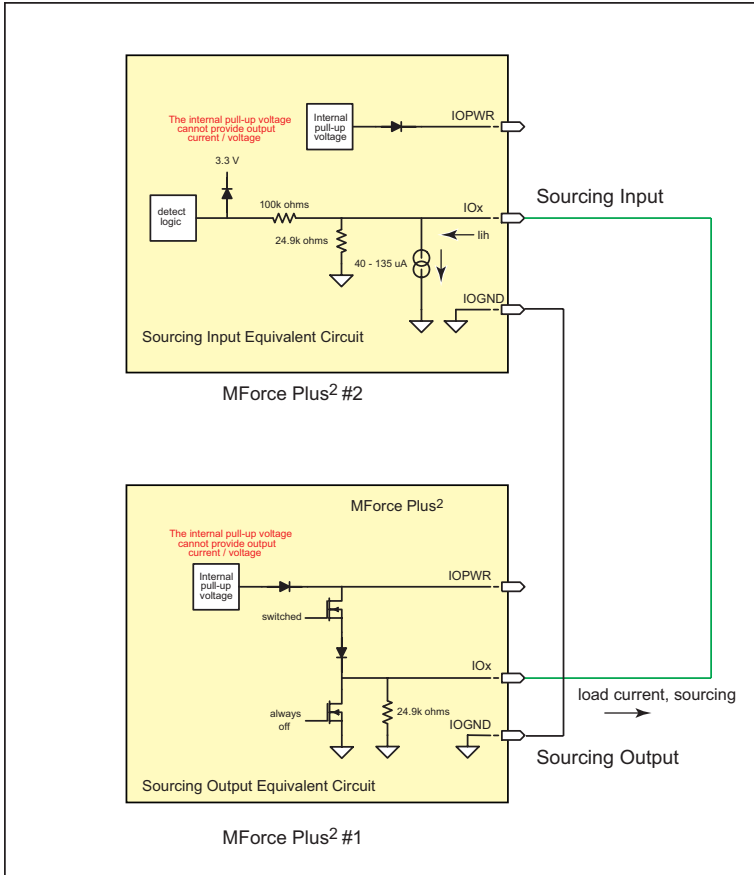 The internal pull-up voltage
cannot provide output
current / voltage
Internal
pull-up
voltage
IOPWR
3.3 V
detect
logic
100k ohms
24.9k ohms
40 - 135 uA
IOx
Iih
IOGND
Sourcing Input
Sourcing Input Equivalent Circuit
MForce Plus² #2
MForce Plus²
The internal pull-up voltage
cannot provide output
current / voltage
Internal
pull-up
voltage
IOPWR
switched
IOx
always
off
24.9k ohms
IOGND
load current, sourcing
Sourcing Output
Sourcing Output Equivalent Circuit
MForce Plus² #1